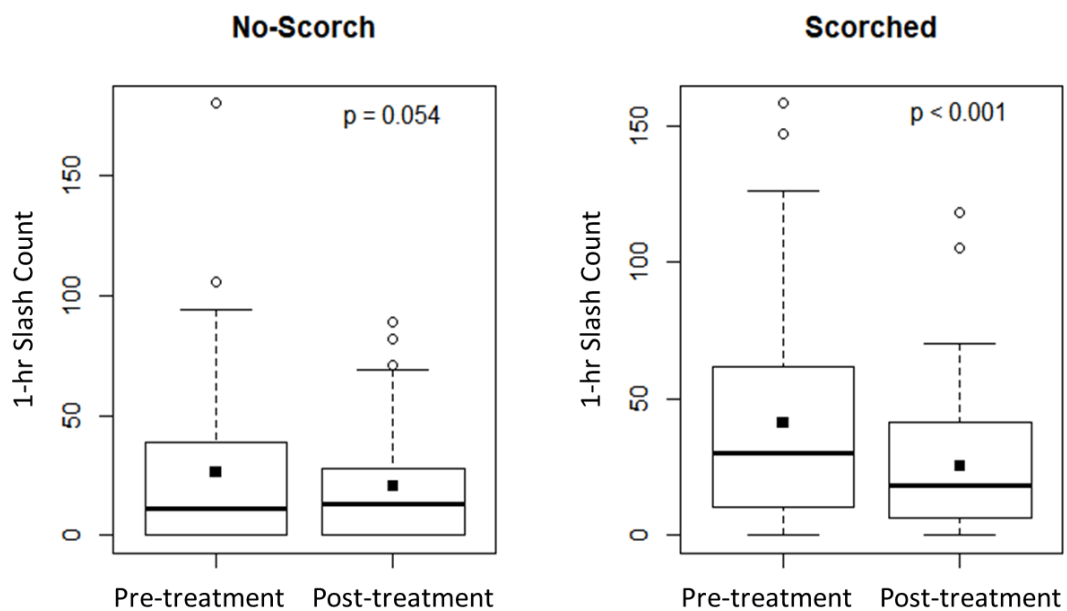 No-Scorch
p = 0.054
150
100
50
0
1-hr Slash Count
Pre-treatment Post-treatment
Scorched
p < 0.001
150
100
50
0
1-hr Slash Count
Pre-treatment Post-treatment